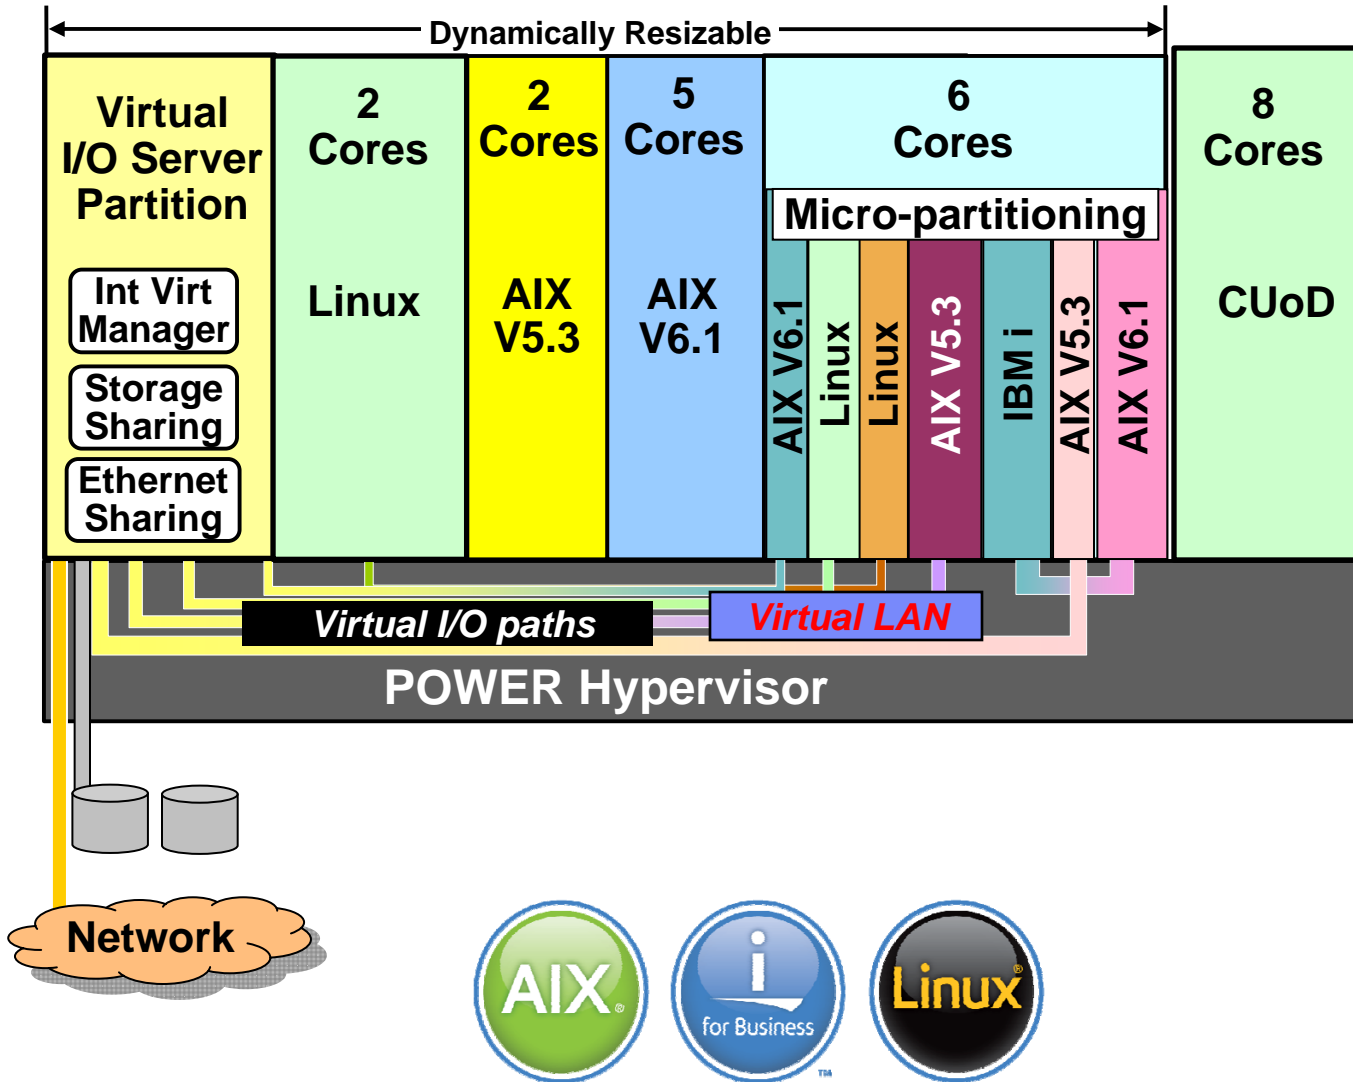 Dynamically Resizable
Virtual
I/O Server
Partition
Int Virt
Manager
Storage
Sharing
Ethernet
Sharing
2
Cores
Linux
2
Cores
AIX
V5.3
5
Cores
AIX
V6.1
6
Cores
Micro-partitioning
AIX V6.1
Linux
Linux
AIX V5.3
IBM i
AIX V5.3
AIX V6.1
8
Cores
CUoD
Virtual I/O paths
Virtual LAN
POWER Hypervisor
Network
AIX®
i
for Business
TM
Linux®